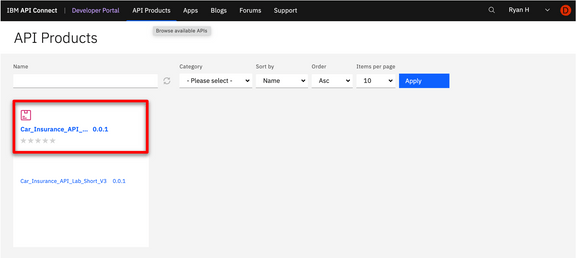 IBM API Connect | Developer Portal API Products Apps Blogs Forums Support Ryan H D
Browse available APIs
API Products
Name Category Sort by Order Items per page
- Please select - Name Asc 10 Apply
Car_Insurance_API_... 0.0.1
Car_Insurance_API_Lab_Short_V3 0.0.1